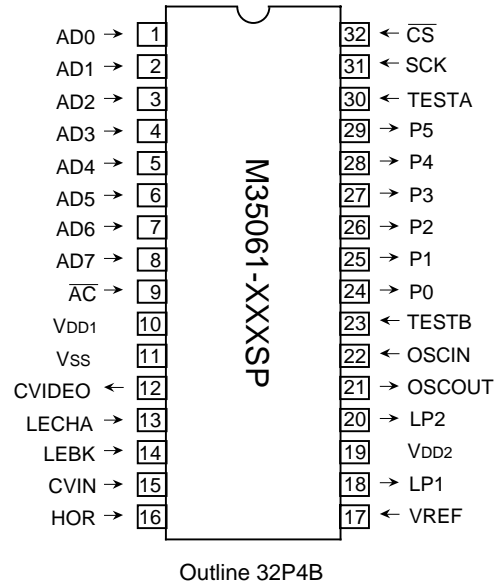 AD0 → 1
AD1 → 2
AD2 → 3
AD3 → 4
AD4 → 5
AD5 → 6
AD6 → 7
AD7 → 8
A̅C̅ → 9
VDD1 10
VSS 11
CVIDEO ← 12
LECHA → 13
LEBK → 14
CVIN → 15
HOR → 16
M35061-XXXSP
32 ← C̅S̅
31 ← SCK
30 ← TESTA
29 → P5
28 → P4
27 → P3
26 → P2
25 → P1
24 → P0
23 ← TESTB
22 ← OSCIN
21 → OSCOUT
20 → LP2
19 VDD2
18 → LP1
17 ← VREF
Outline 32P4B